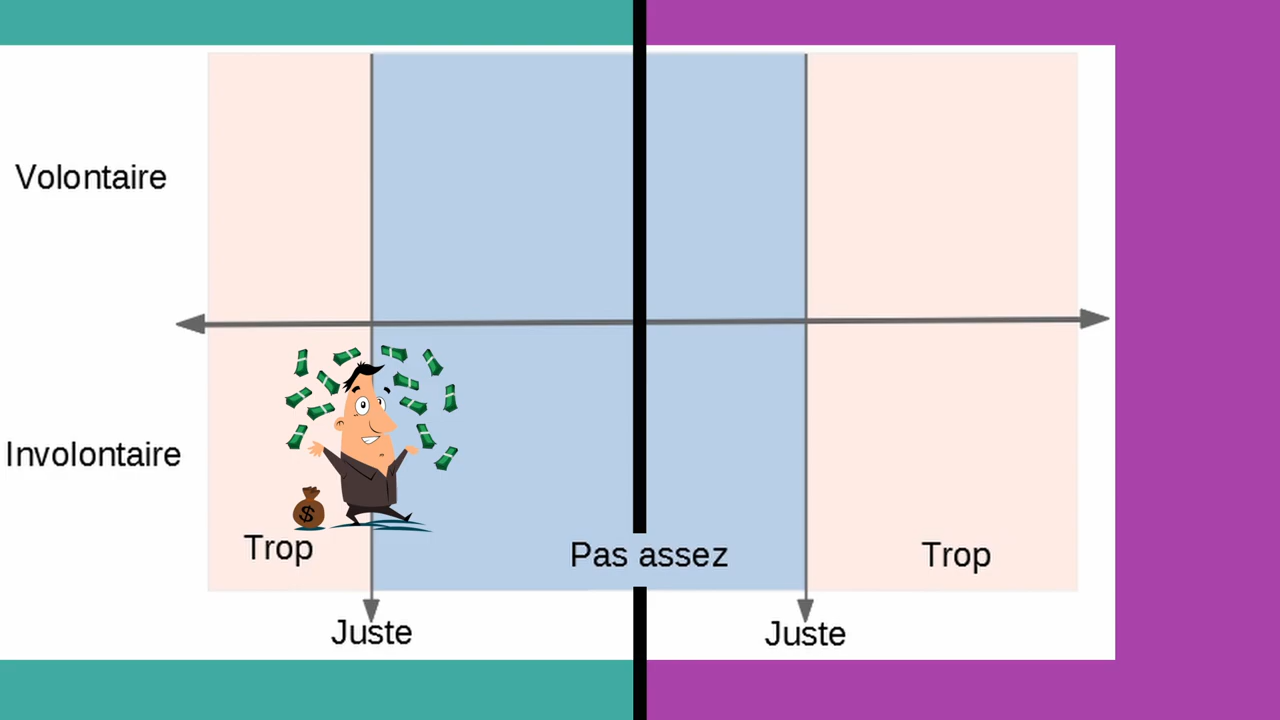 Volontaire
Involontaire
$
Trop
Pas assez
Trop
Juste
Juste